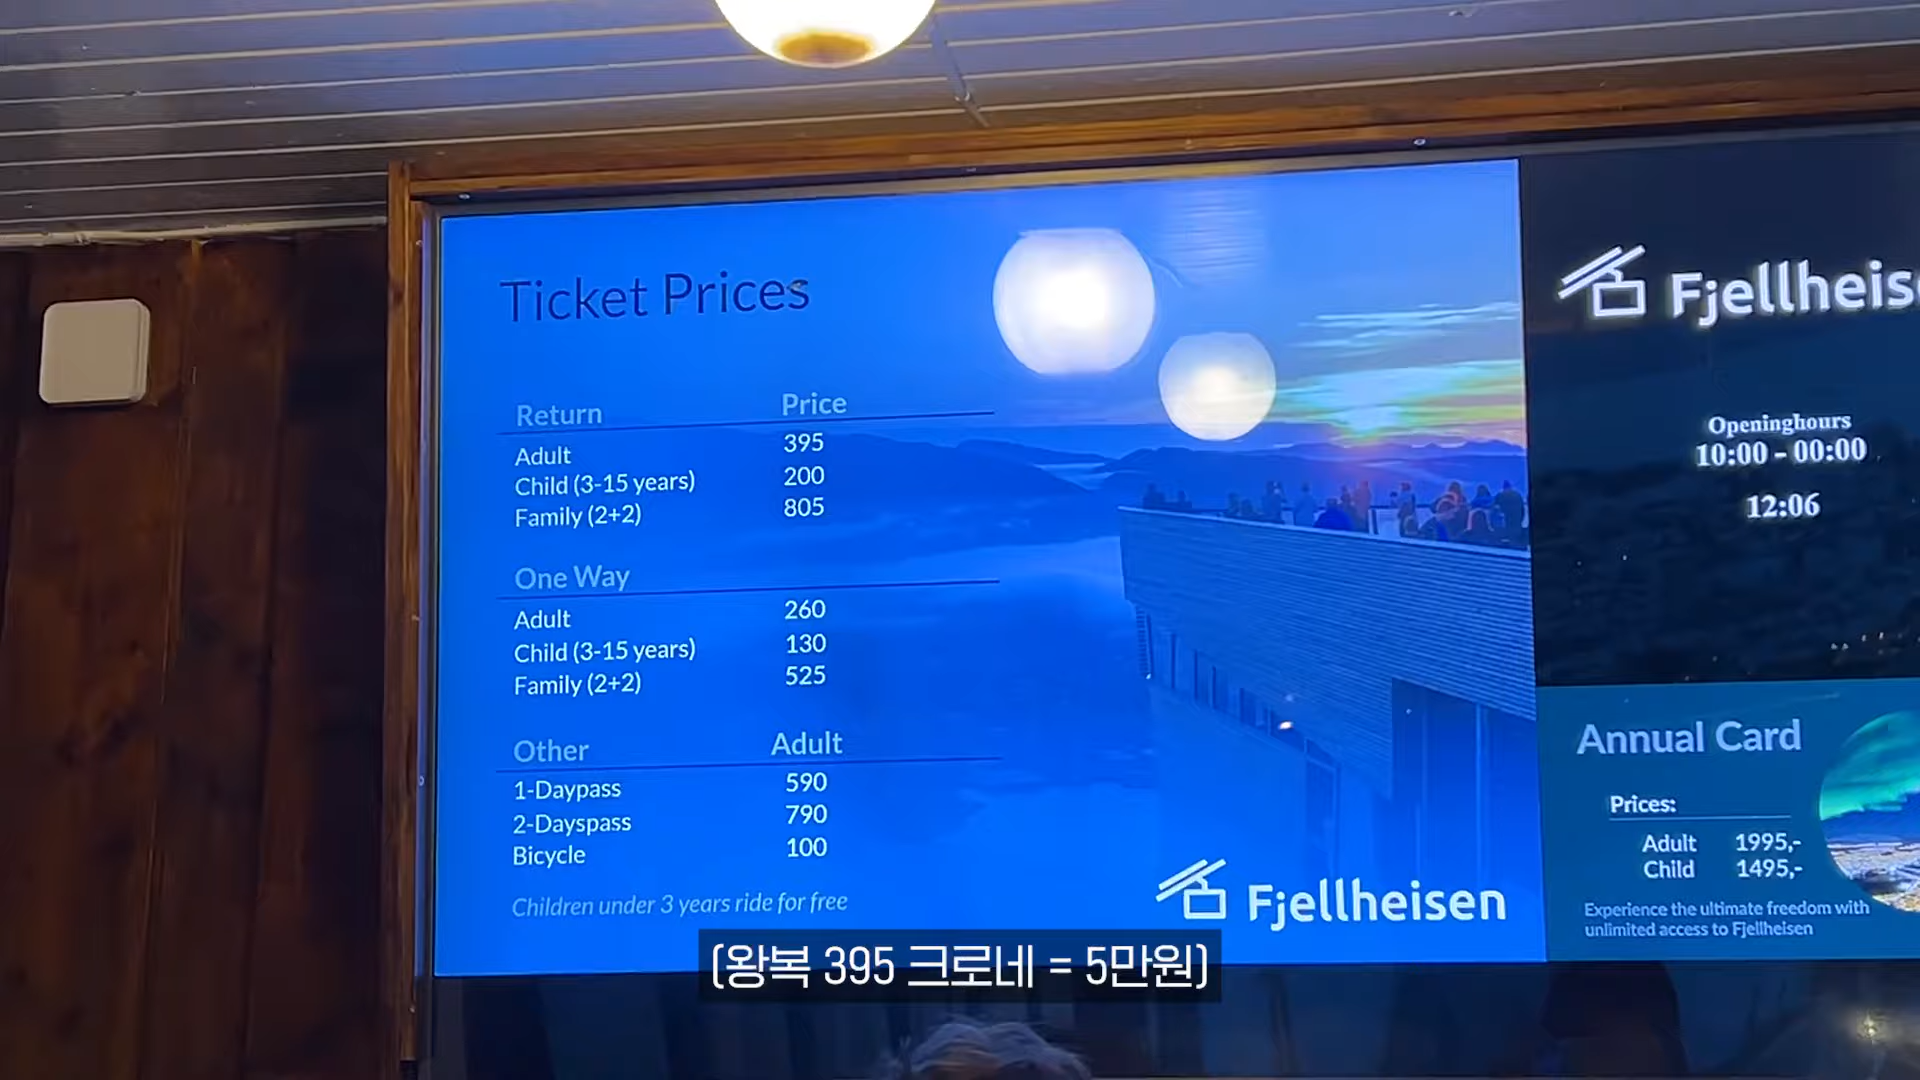 Ticket Prices
Return Price
Adult 395
Child (3-15 years) 200
Family (2+2) 805
One Way
Adult 260
Child (3-15 years) 130
Family (2+2) 525
Other Adult
1-Daypass 590
2-Dayspass 790
Bicycle 100
Children under 3 years ride for free
Fjellheisen
Fjellheise
Openinghours
10:00 - 00:00
12:06
Annual Card
Prices:
Adult 1995,-
Child 1495,-
Experience the ultimate freedom with
unlimited access to Fjellheisen
(왕복 395 크로네 = 5만원)